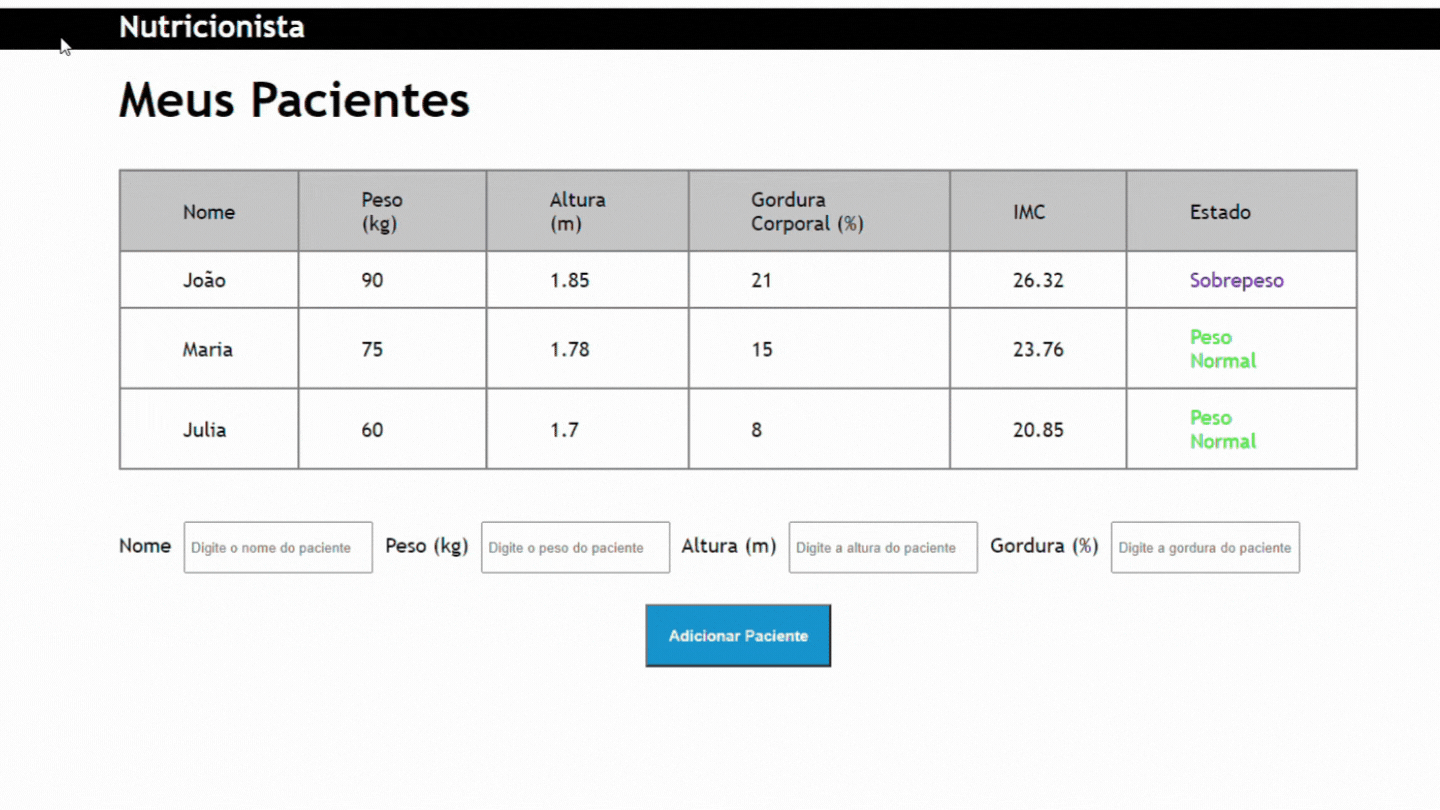 Nutricionista
Meus Pacientes
Nome Peso (kg) Altura (m) Gordura Corporal (%) IMC Estado
João 90 1.85 21 26.32 Sobrepeso
Maria 75 1.78 15 23.76 Peso Normal
Julia 60 1.7 8 20.85 Peso Normal
Nome Digite o nome do paciente Peso (kg) Digite o peso do paciente Altura (m) Digite a altura do paciente Gordura (%) Digite a gordura do paciente
Adicionar Paciente